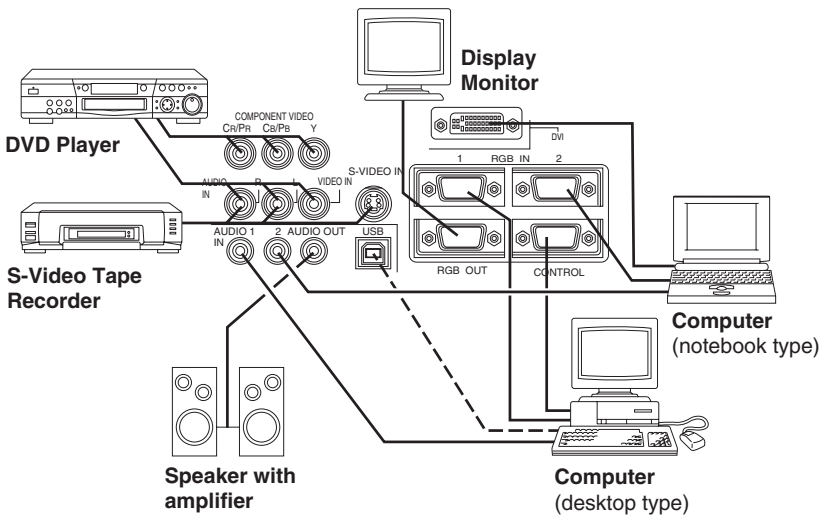 Display
Monitor
DVD Player
COMPONENT VIDEO
CR/PR CB/PB Y
DVI
1 RGB IN 2
S-VIDEO IN
AUDIO IN R L VIDEO IN
AUDIO 1 IN 2 AUDIO OUT USB
RGB OUT CONTROL
S-Video Tape
Recorder
Computer
(notebook type)
Speaker with
amplifier
Computer
(desktop type)